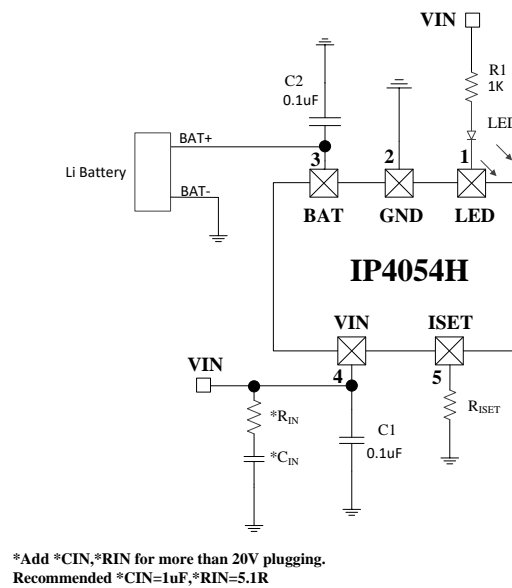 VIN
R1
1K
C2
0.1uF
LED
BAT+
3
2
1
Li Battery
BAT-
BAT
GND
LED
IP4054H
VIN
ISET
VIN
4
5
*RIN
C1
RISET
0.1uF
*CIN
*Add *CIN,*RIN for more than 20V plugging.
Recommended *CIN=1uF,*RIN=5.1R